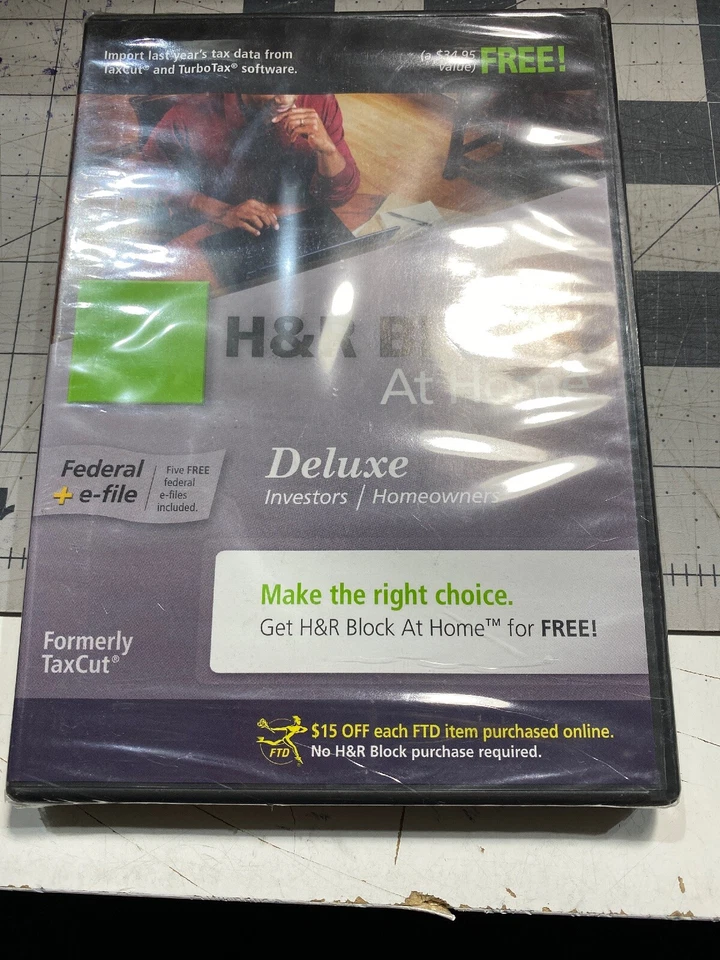 Import last year's tax data from
TaxCut® and TurboTax® software.
(a $34.95
value) FREE!
H&R
At Home
Federal
+ e-file
Five FREE
federal
e-files
included.
Deluxe
Investors | Homeowners
Make the right choice.
Get H&R Block At Home™ for FREE!
Formerly
TaxCut®
$15 OFF each FTD item purchased online.
No H&R Block purchase required.
FTD